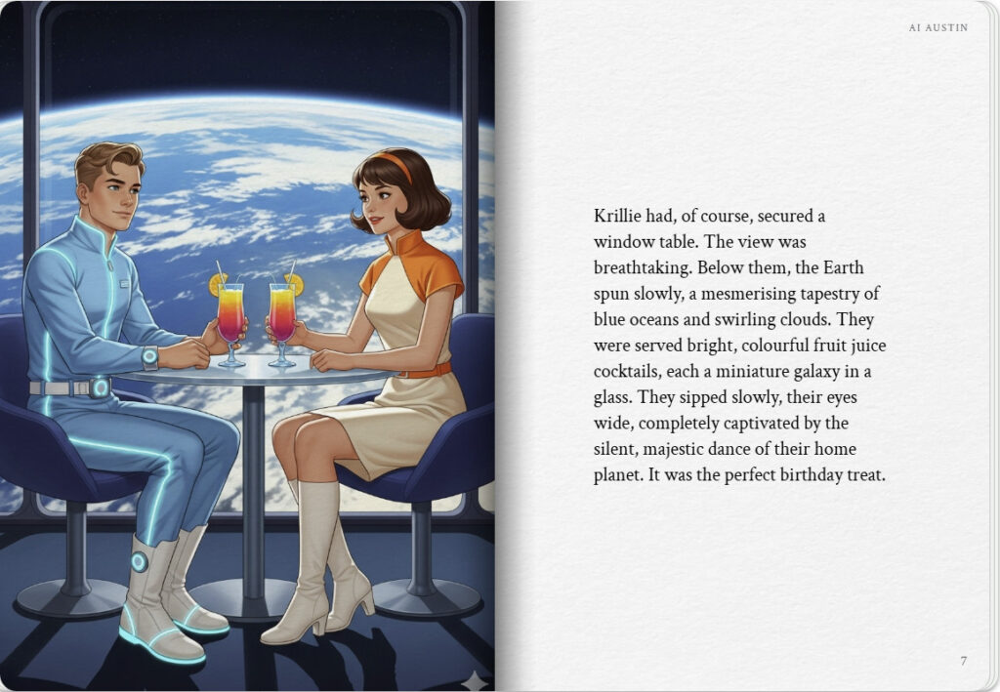 AI AUSTIN
Krillie had, of course, secured a
window table. The view was
breathtaking. Below them, the Earth
spun slowly, a mesmerising tapestry of
blue oceans and swirling clouds. They
were served bright, colourful fruit juice
cocktails, each a miniature galaxy in a
glass. They sipped slowly, their eyes
wide, completely captivated by the
silent, majestic dance of their home
planet. It was the perfect birthday treat.
7